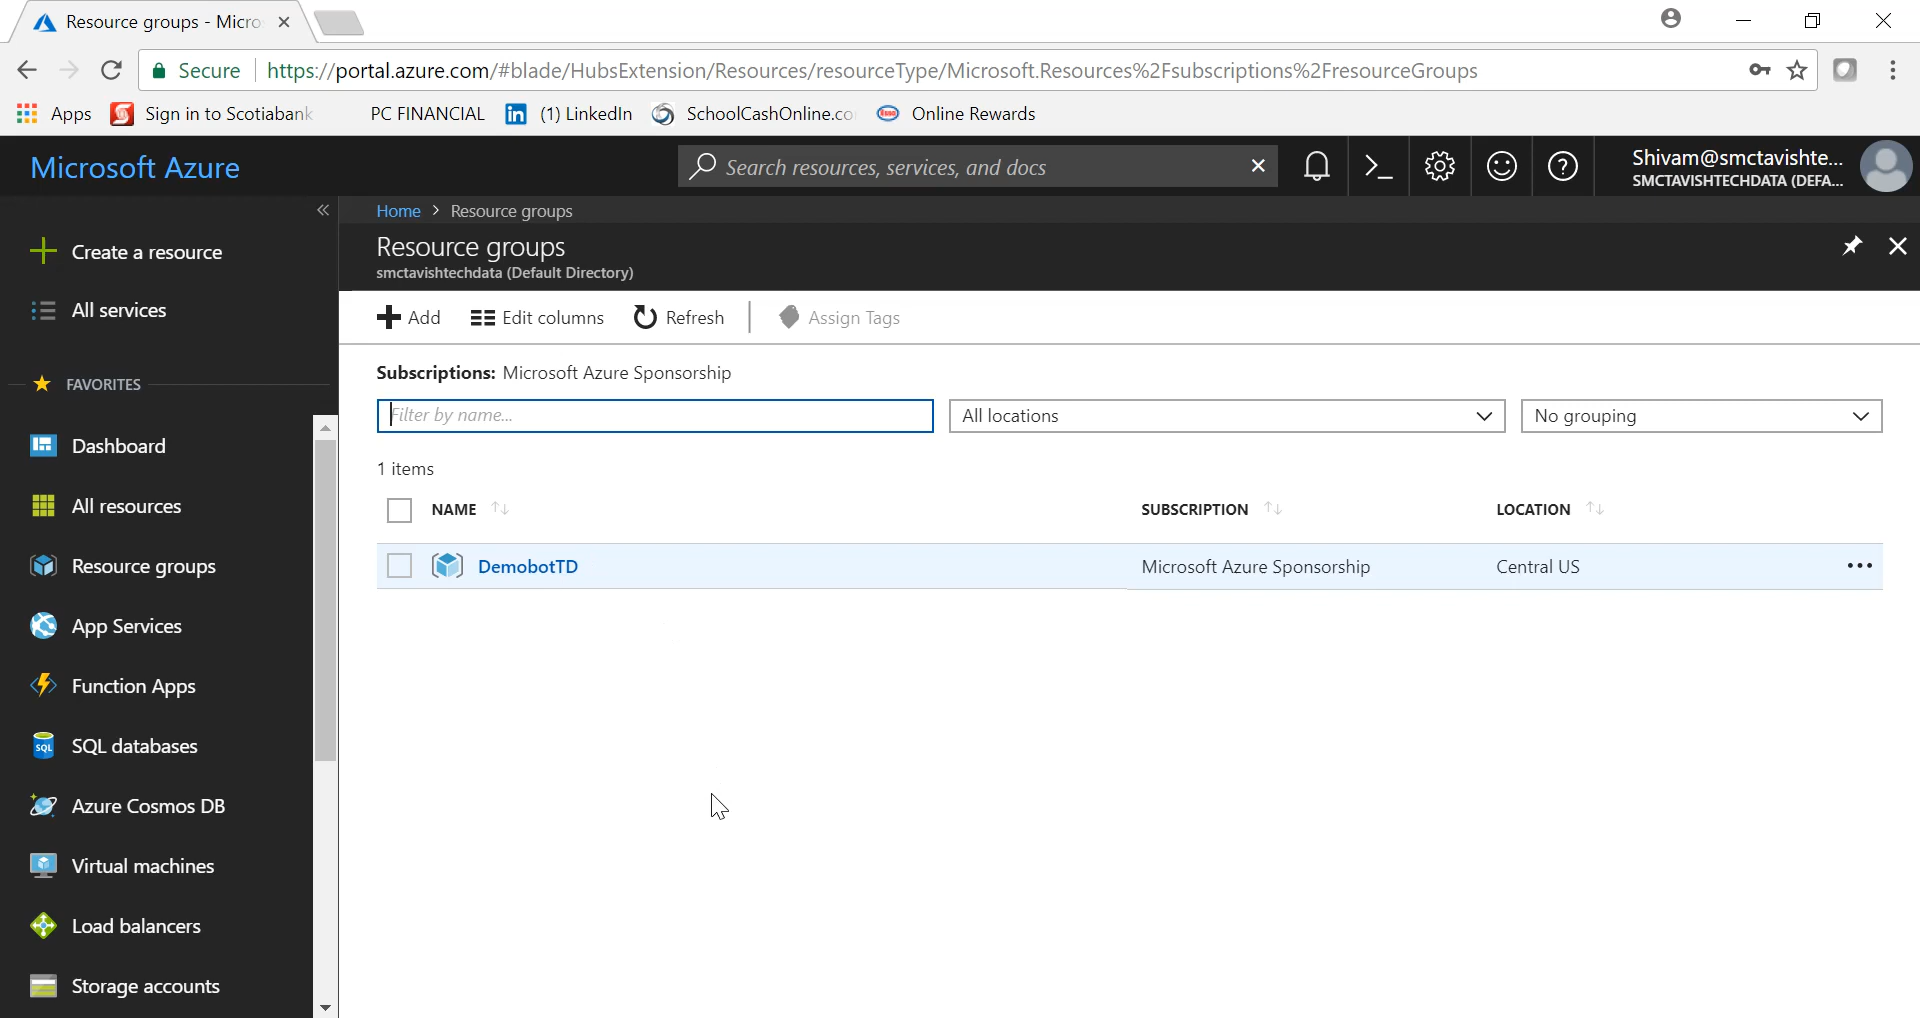 Resource groups - Micro
Secure https://portal.azure.com/#blade/HubsExtension/Resources/resourceType/Microsoft.Resources%2Fsubscriptions%2FresourceGroups
Apps Sign in to Scotiabank PC FINANCIAL (1) LinkedIn SchoolCashOnline.co Online Rewards
Microsoft Azure
Search resources, services, and docs
Shivam@smctavishte...
SMCTAVISHTECHDATA (DEFA...
Home > Resource groups
Resource groups
smctavishtechdata (Default Directory)
Create a resource
All services
FAVORITES
Dashboard
All resources
Resource groups
App Services
Function Apps
SQL databases
Azure Cosmos DB
Virtual machines
Load balancers
Storage accounts
Add Edit columns Refresh Assign Tags
Subscriptions: Microsoft Azure Sponsorship
Filter by name... All locations No grouping
1 items
NAME SUBSCRIPTION LOCATION
DemobotTD Microsoft Azure Sponsorship Central US